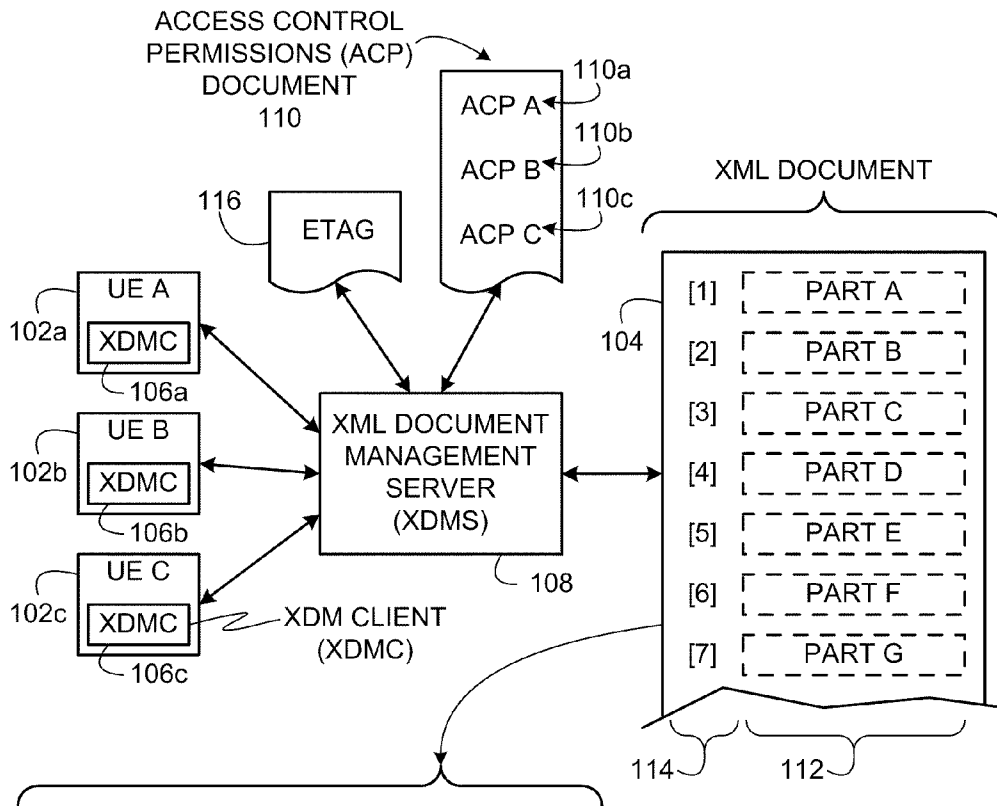 ACCESS CONTROL
PERMISSIONS (ACP)
DOCUMENT
110
ACP A
110a
ACP B
110b
ACP C
110c
116
ETAG
XML DOCUMENT
UE A
XDMC
102a
106a
UE B
XDMC
102b
106b
UE C
XDMC
102c
106c
XDM CLIENT
(XDMC)
XML DOCUMENT
MANAGEMENT
SERVER
(XDMS)
108
104
[1] PART A
[2] PART B
[3] PART C
[4] PART D
[5] PART E
[6] PART F
[7] PART G
114
112